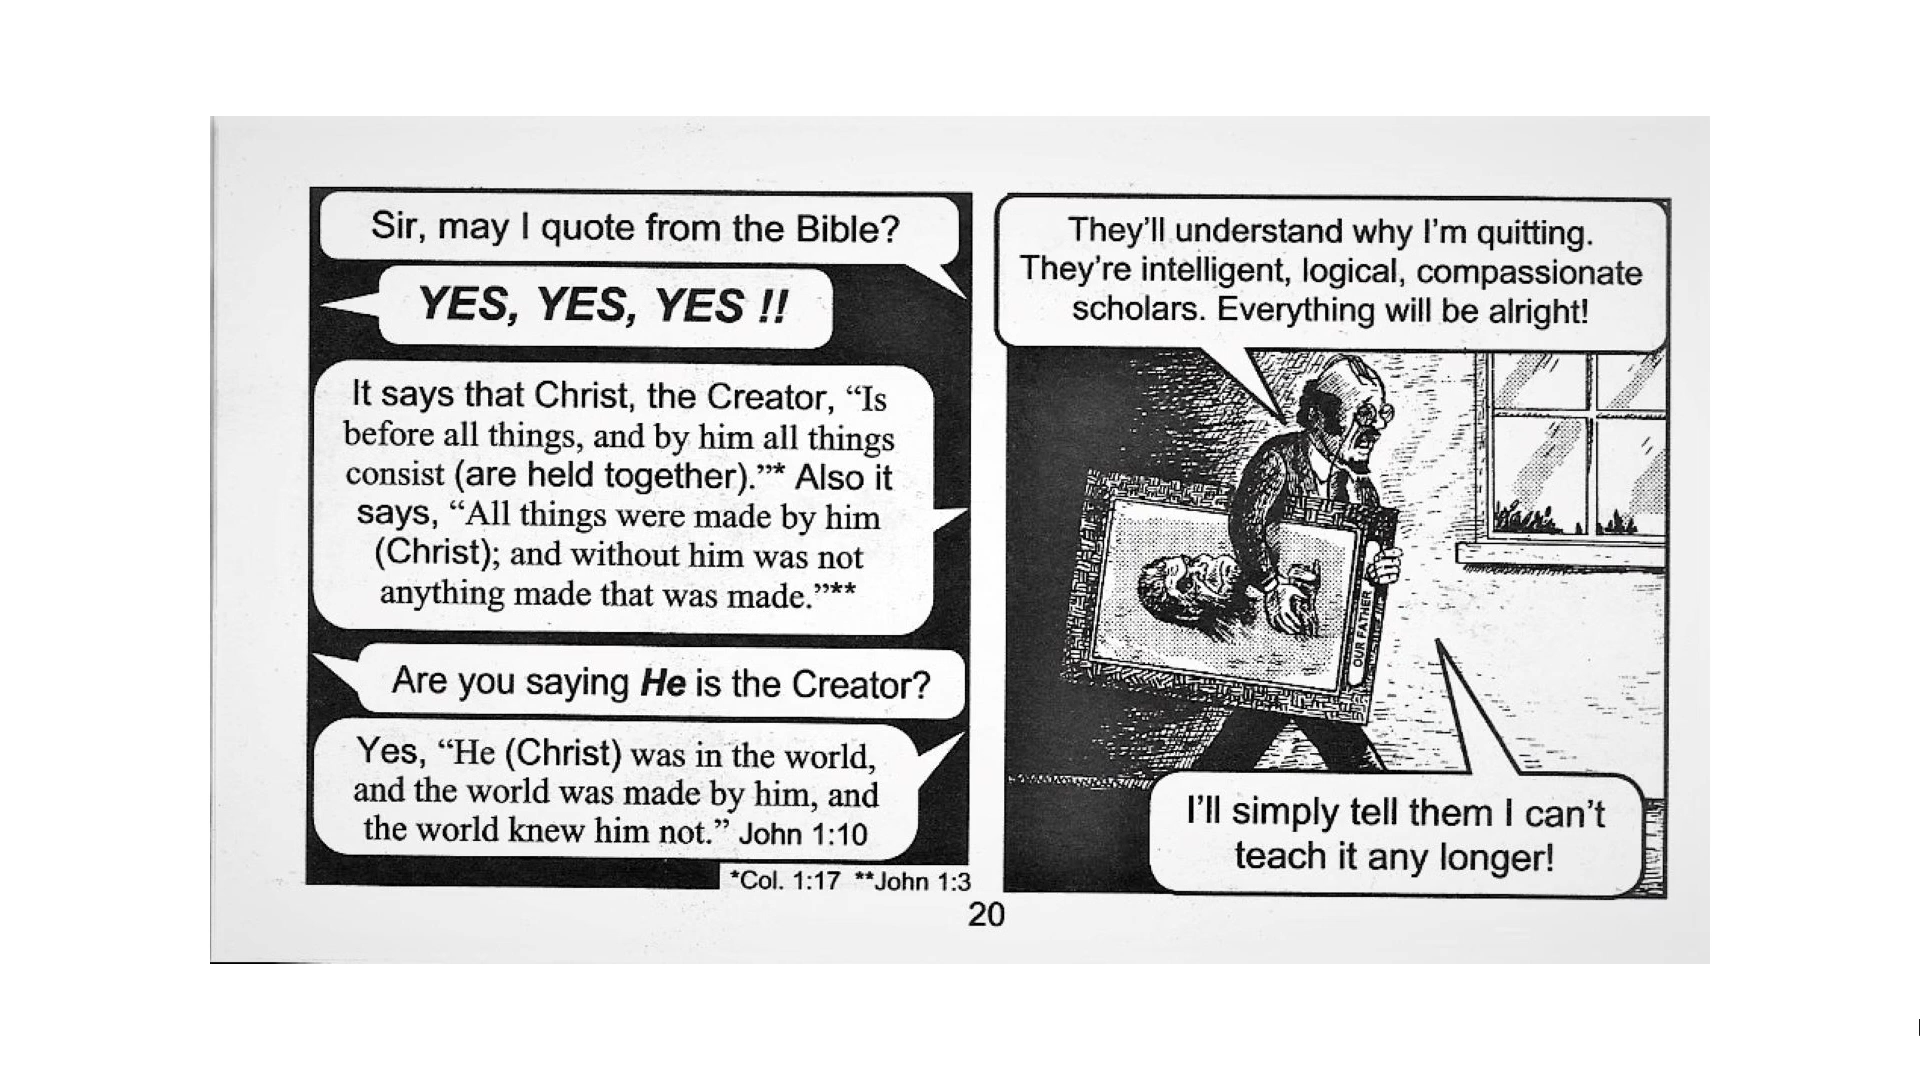 Sir, may I quote from the Bible?
YES, YES, YES !!
It says that Christ, the Creator, “Is
before all things, and by him all things
consist (are held together).”* Also it
says, “All things were made by him
(Christ); and without him was not
anything made that was made.”**
Are you saying He is the Creator?
Yes, “He (Christ) was in the world,
and the world was made by him, and
the world knew him not.” John 1:10
*Col. 1:17 **John 1:3
They’ll understand why I’m quitting.
They’re intelligent, logical, compassionate
scholars. Everything will be alright!
OUR FATHER
I’ll simply tell them I can’t
teach it any longer!
20